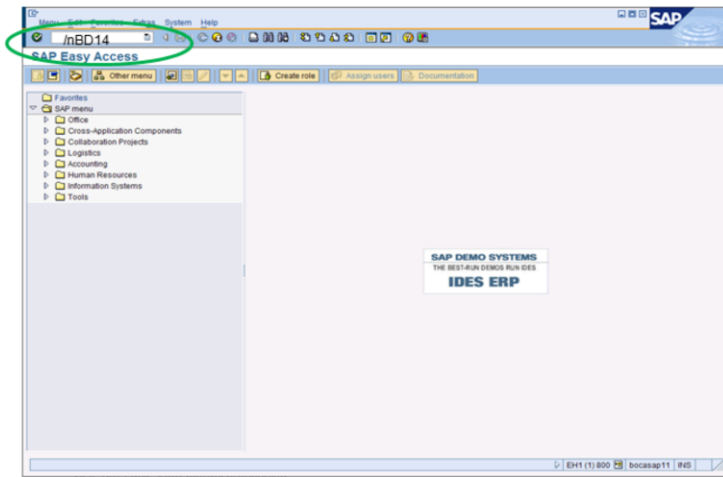 Menu Edit Favorites Extras System Help
SAP
/nBD14
SAP Easy Access
Other menu
Create role
Assign users
Documentation
Favorites
SAP menu
Office
Cross-Application Components
Collaboration Projects
Logistics
Accounting
Human Resources
Information Systems
Tools
SAP DEMO SYSTEMS
THE BEST-RUN DEMOS RUN IDES
IDES ERP
EH1 (1) 800 bocasap11 INS